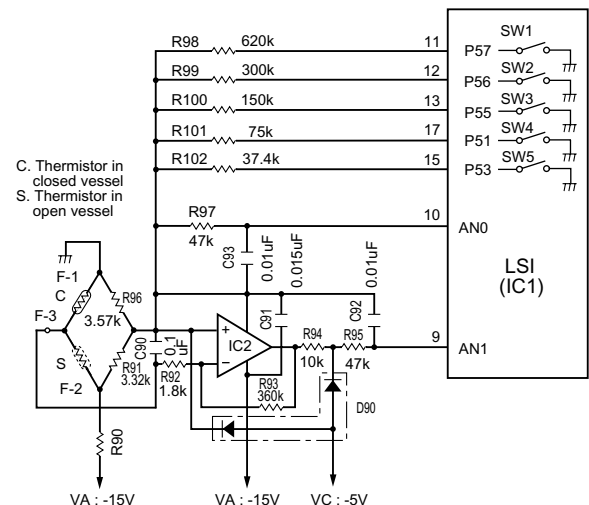 SW1
R98 620k 11 P57
SW2
R99 300k 12 P56
SW3
R100 150k 13 P55
SW4
R101 75k 17 P51
SW5
R102 37.4k 15 P53
C. Thermistor in
closed vessel
S. Thermistor in
open vessel
R97
47k
10
AN0
C93
0.01uF
0.015uF
0.01uF
LSI
(IC1)
F-1
C
R96
3.57k
F-3
C90
0.1
uF
+
IC2
−
C91
C92
R94
10k
R95
47k
9
AN1
S
R91
3.32k
R92
1.8k
R93
360k
D90
F-2
R90
VA : -15V
VA : -15V
VC : -5V